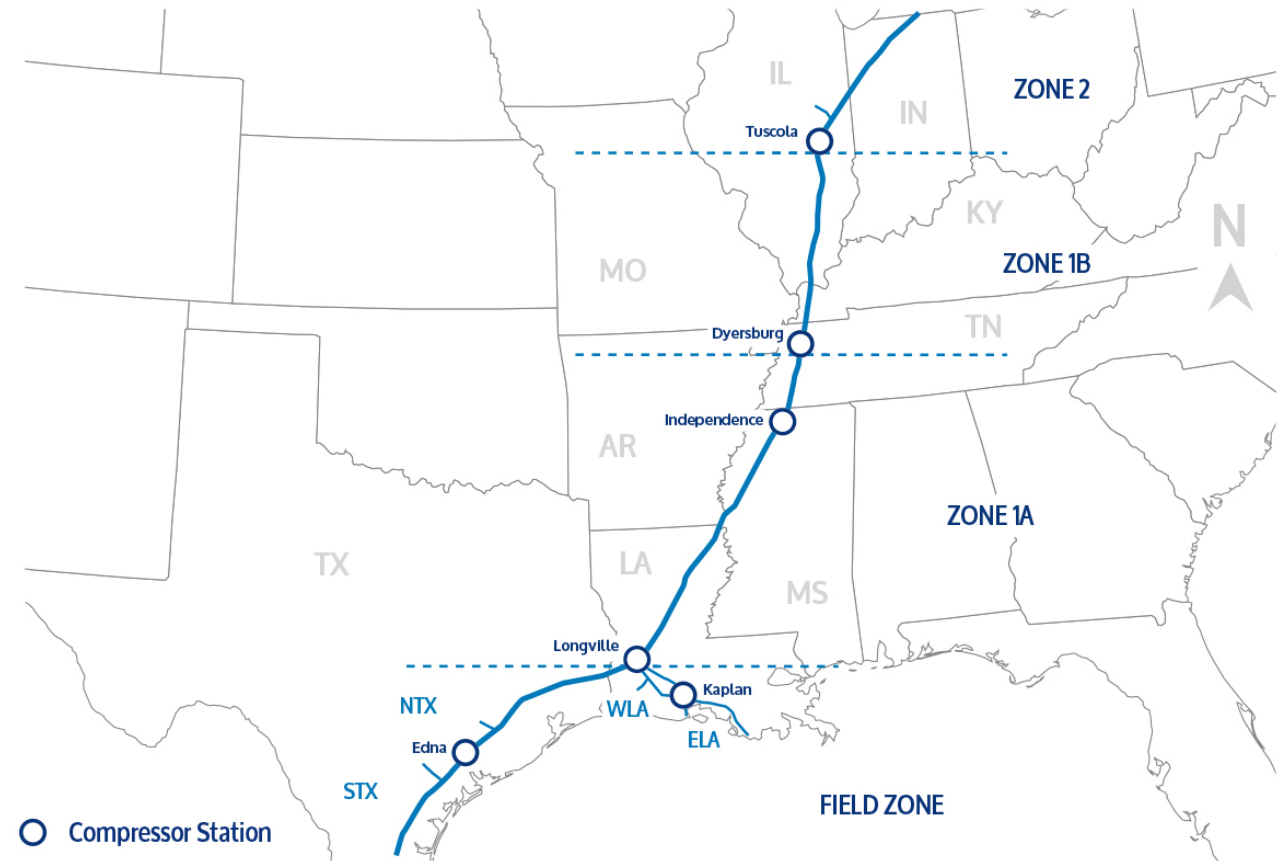 IL
ZONE 2
IN
Tuscola
KY
N
ZONE 1B
MO
TN
Dyersburg
Independence
AR
ZONE 1A
TX
LA
MS
Longville
Kaplan
NTX
WLA
ELA
Edna
STX
FIELD ZONE
Compressor Station